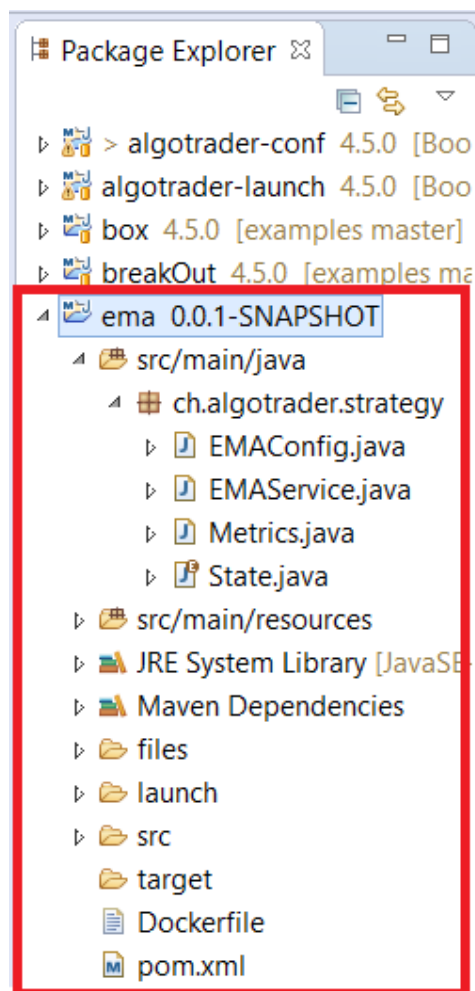 Package Explorer
> algotrader-conf 4.5.0 [Boo
algotrader-launch 4.5.0 [Boo
box 4.5.0 [examples master]
breakOut 4.5.0 [examples ma
ema 0.0.1-SNAPSHOT
src/main/java
ch.algotrader.strategy
EMAConfig.java
EMAService.java
Metrics.java
State.java
src/main/resources
JRE System Library [JavaSE-
Maven Dependencies
files
launch
src
target
Dockerfile
pom.xml